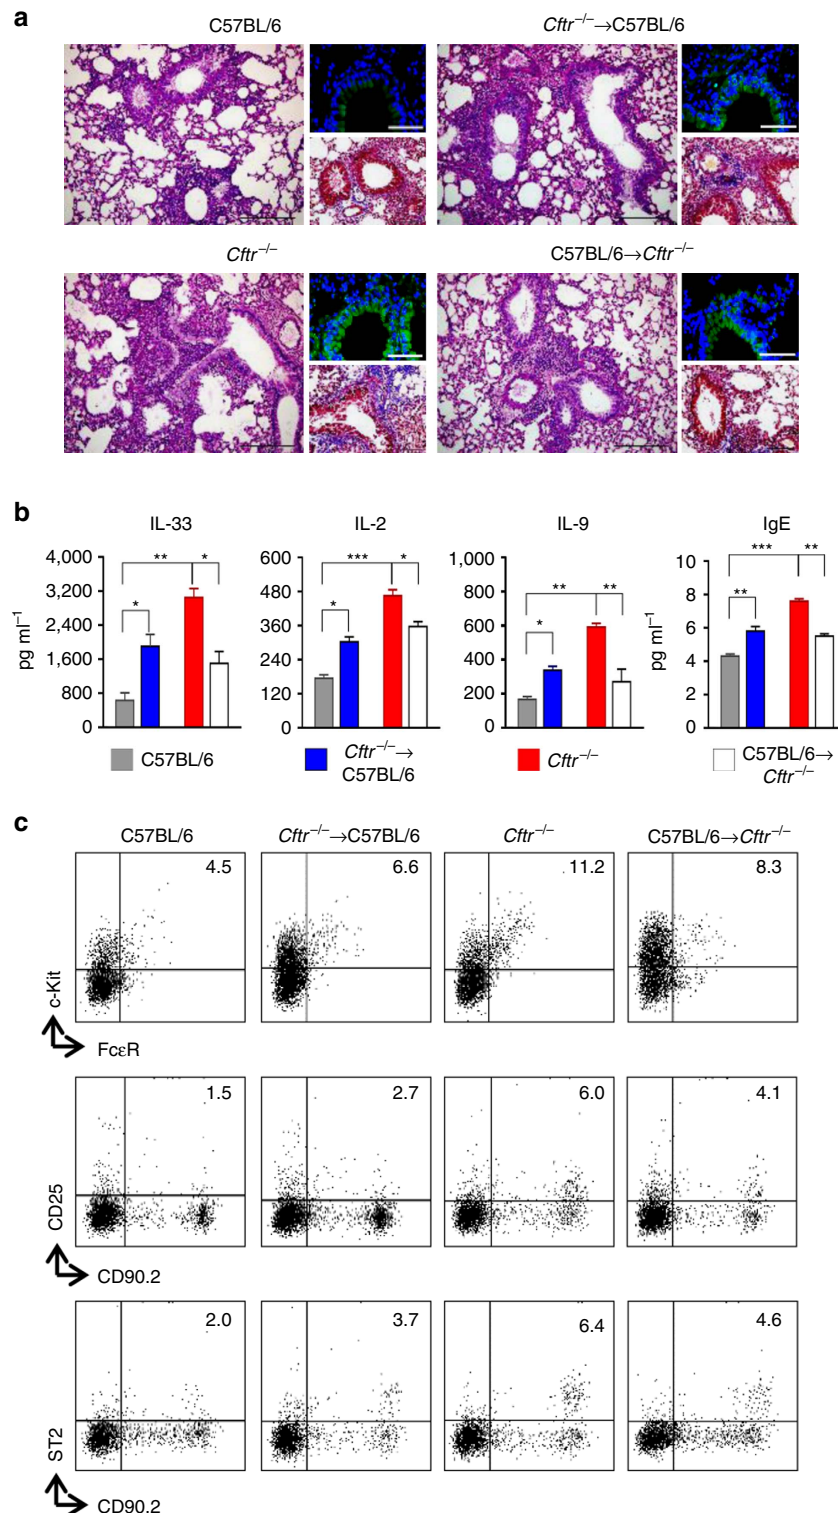 a
C57BL/6
Cftr⁻/⁻→C57BL/6
Cftr⁻/⁻
C57BL/6→Cftr⁻/⁻
b
IL-33
IL-2
IL-9
IgE
pg ml⁻¹
4,000
3,200
2,400
1,600
800
0
** *
*
600
480
360
240
120
0
*** *
*
1,000
800
600
400
200
0
** **
*
pg ml⁻¹
10
8
6
4
2
0
*** **
**
C57BL/6
Cftr⁻/⁻→
C57BL/6
Cftr⁻/⁻
C57BL/6→
Cftr⁻/⁻
c
C57BL/6
Cftr⁻/⁻→C57BL/6
Cftr⁻/⁻
C57BL/6→Cftr⁻/⁻
4.5
6.6
11.2
8.3
c-Kit
FcεR
1.5
2.7
6.0
4.1
CD25
CD90.2
2.0
3.7
6.4
4.6
ST2
CD90.2